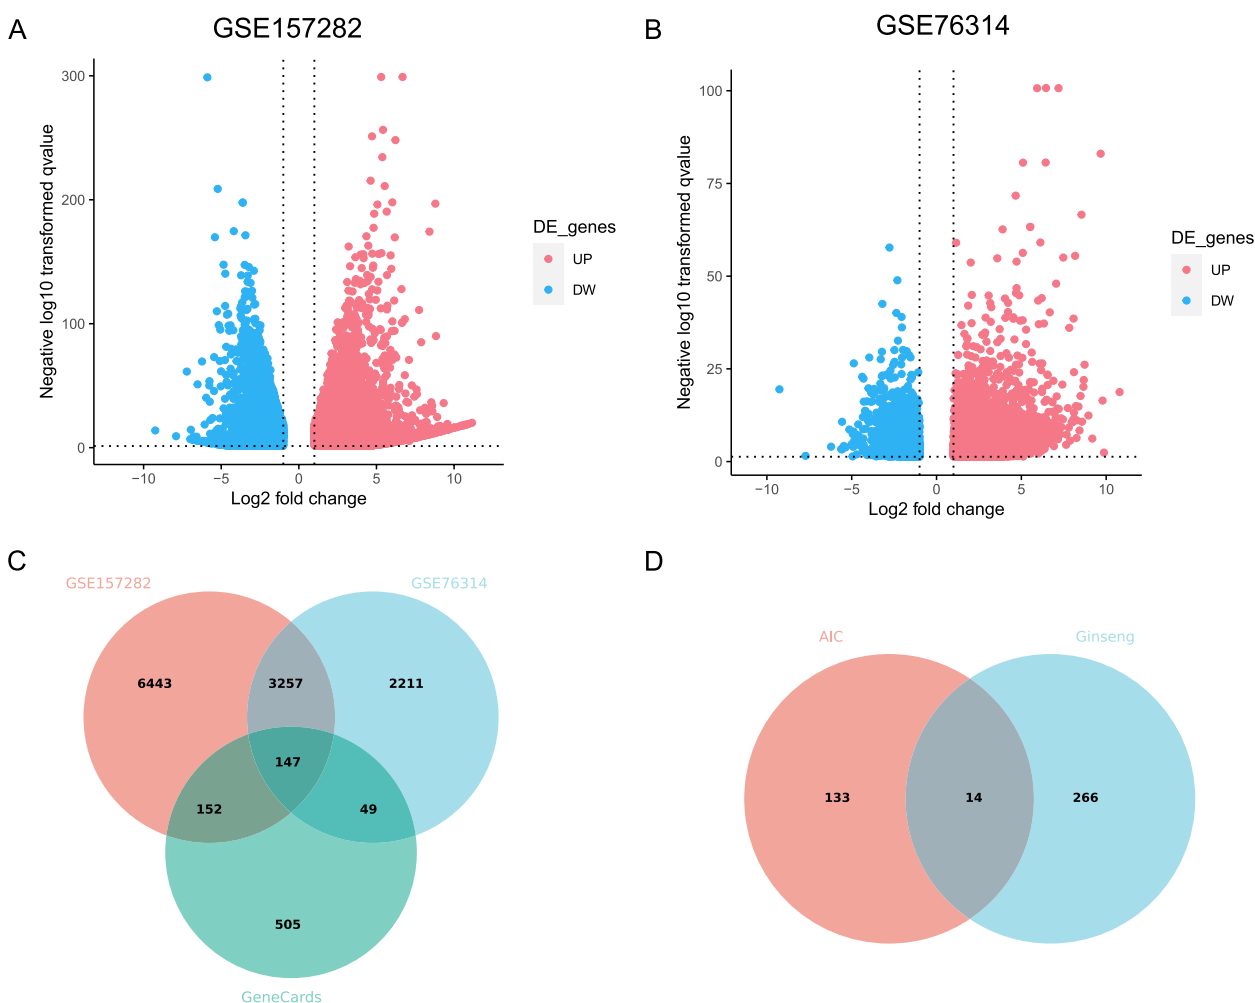 A
GSE157282
Negative log10 transformed qvalue
300
200
100
0
−10
−5
0
5
10
Log2 fold change
DE_genes
UP
DW
B
GSE76314
Negative log10 transformed qvalue
100
75
50
25
0
−10
−5
0
5
10
Log2 fold change
DE_genes
UP
DW
C
GSE157282
GSE76314
6443
3257
2211
147
152
49
505
GeneCards
D
AIC
Ginseng
133
14
266